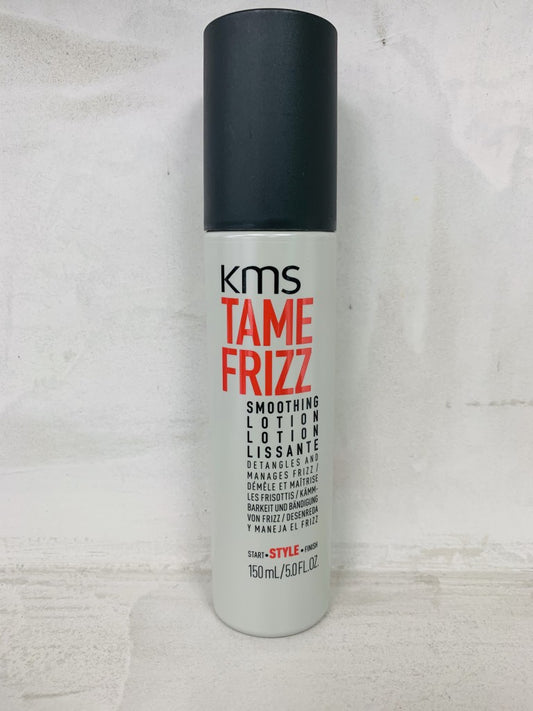 kms
TAME
FRIZZ
SMOOTHING
LOTION
LOTION
LISSANTE
DETANGLES AND
MANAGES FRIZZ /
DÉMÊLE ET MAÎTRISE
LES FRISOTTIS / KÄMM-
BARKEIT UND BÄNDIGUNG
VON FRIZZ / DESENREDA
Y MANEJA EL FRIZZ
START • STYLE • FINISH
150 mL/5.0 FL.OZ.